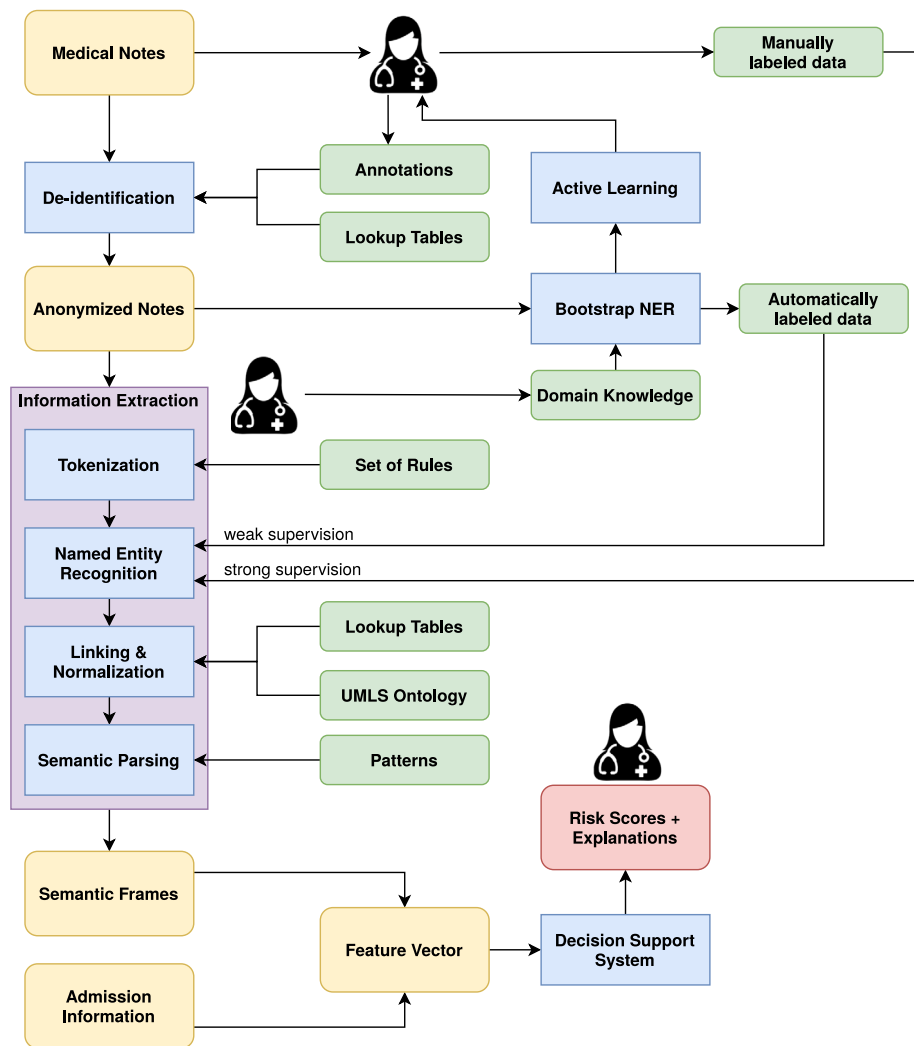 Medical Notes
Manually
labeled data
De-identification
Annotations
Lookup Tables
Active Learning
Anonymized Notes
Bootstrap NER
Automatically
labeled data
Information Extraction
Domain Knowledge
Tokenization
Set of Rules
weak supervision
Named Entity
Recognition
strong supervision
Lookup Tables
Linking &
Normalization
UMLS Ontology
Semantic Parsing
Patterns
Risk Scores +
Explanations
Semantic Frames
Feature Vector
Decision Support
System
Admission
Information